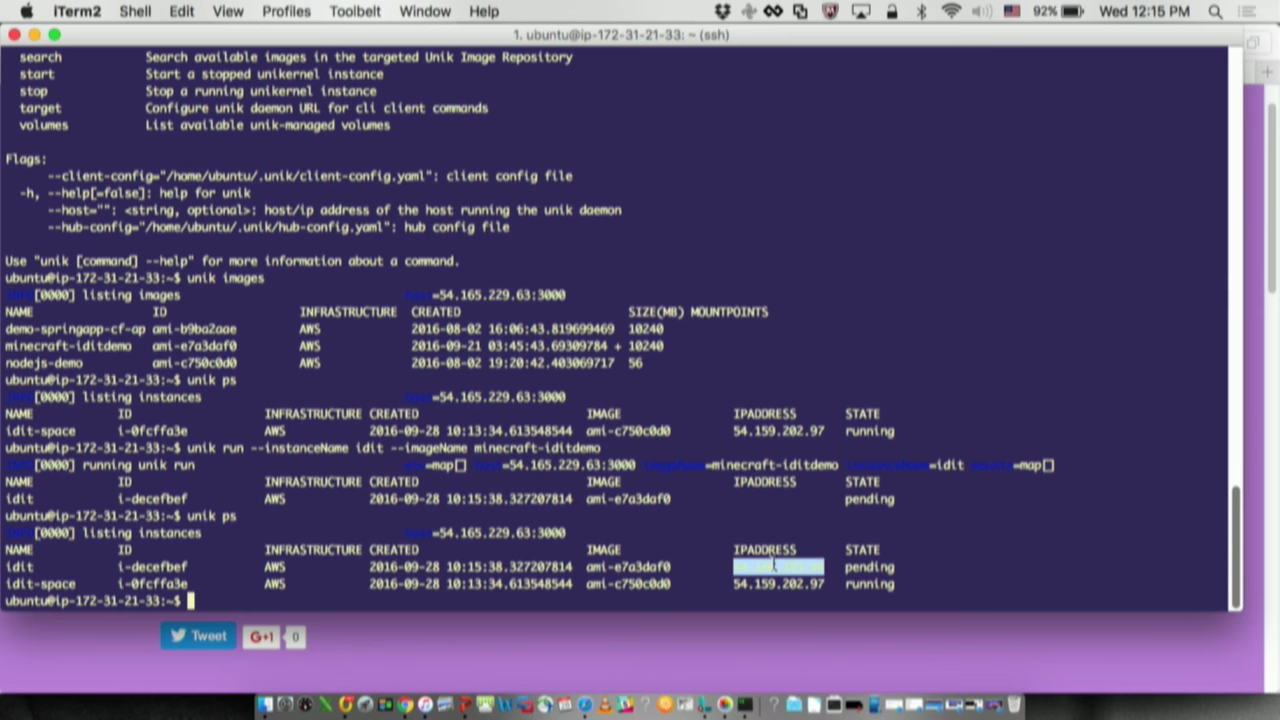 iTerm2 Shell Edit View Profiles Toolbelt Window Help 92% Wed 12:15 PM
1. ubuntu@ip-172-31-21-33: ~ (ssh)
search Search available images in the targeted Unik Image Repository
start Start a stopped unikernel instance
stop Stop a running unikernel instance
target Configure unik daemon URL for cli client commands
volumes List available unik-managed volumes
Flags:
--client-config="/home/ubuntu/.unik/client-config.yaml": client config file
-h, --help[=false]: help for unik
--host="": <string, optional>: host/ip address of the host running the unik daemon
--hub-config="/home/ubuntu/.unik/hub-config.yaml": hub config file
Use "unik [command] --help" for more information about a command.
ubuntu@ip-172-31-21-33:~$ unik images
[0000] listing images =54.165.229.63:3000
NAME ID INFRASTRUCTURE CREATED SIZE(MB) MOUNTPOINTS
demo-springapp-cf-ap ami-b9ba2aae AWS 2016-08-02 16:06:43.819699469 10240
minecraft-iditdemo ami-e7a3daf0 AWS 2016-09-21 03:45:43.69309784 + 10240
nodejs-demo ami-c750c0d0 AWS 2016-08-02 19:20:42.403069717 56
ubuntu@ip-172-31-21-33:~$ unik ps
[0000] listing instances =54.165.229.63:3000
NAME ID INFRASTRUCTURE CREATED IMAGE IPADDRESS STATE
idit-space i-0fcffa3e AWS 2016-09-28 10:13:34.613548544 ami-c750c0d0 54.159.202.97 running
ubuntu@ip-172-31-21-33:~$ unik run --instanceName idit --imageName minecraft-iditdemo
[0000] running unik run =map[] =54.165.229.63:3000 =minecraft-iditdemo =idit =map[]
NAME ID INFRASTRUCTURE CREATED IMAGE IPADDRESS STATE
idit i-decefbef AWS 2016-09-28 10:15:38.327207814 ami-e7a3daf0 pending
ubuntu@ip-172-31-21-33:~$ unik ps
[0000] listing instances =54.165.229.63:3000
NAME ID INFRASTRUCTURE CREATED IMAGE IPADDRESS STATE
idit i-decefbef AWS 2016-09-28 10:15:38.327207814 ami-e7a3daf0 pending
idit-space i-0fcffa3e AWS 2016-09-28 10:13:34.613548544 ami-c750c0d0 54.159.202.97 running
ubuntu@ip-172-31-21-33:~$
Tweet G+1 0